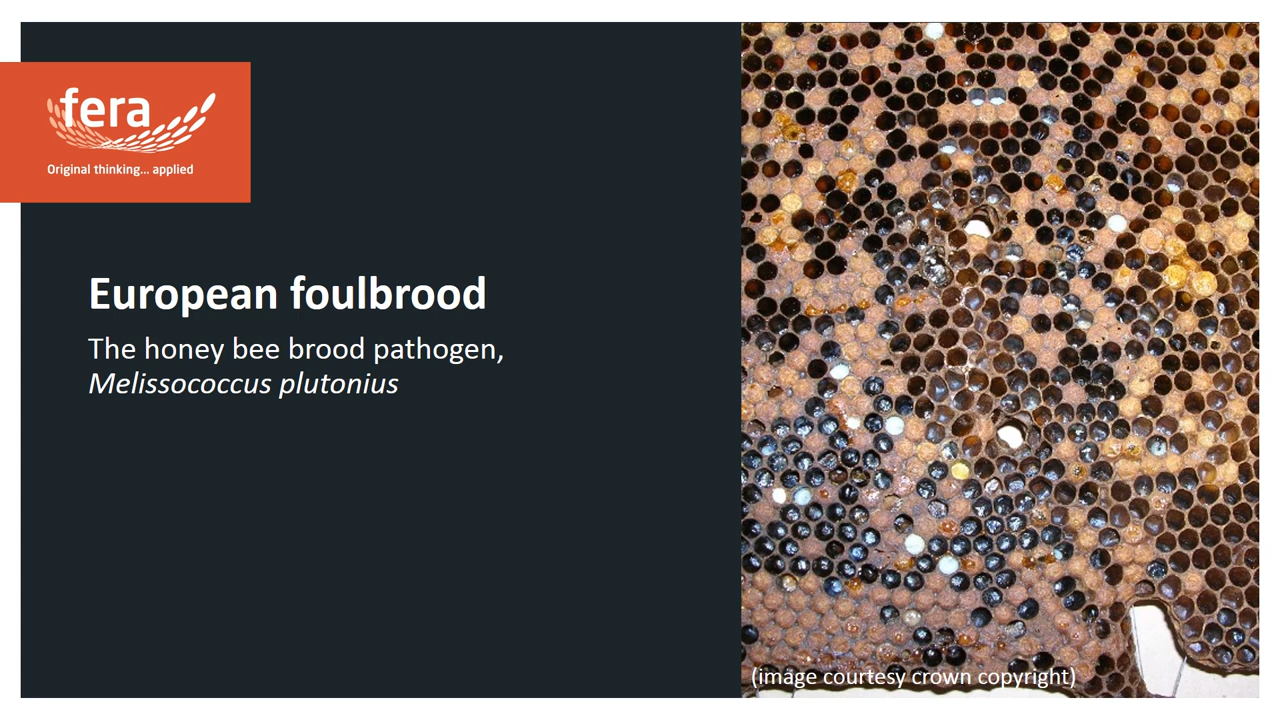 fera
Original thinking... applied
European foulbrood
The honey bee brood pathogen,
Melissococcus plutonius
(image courtesy crown copyright)